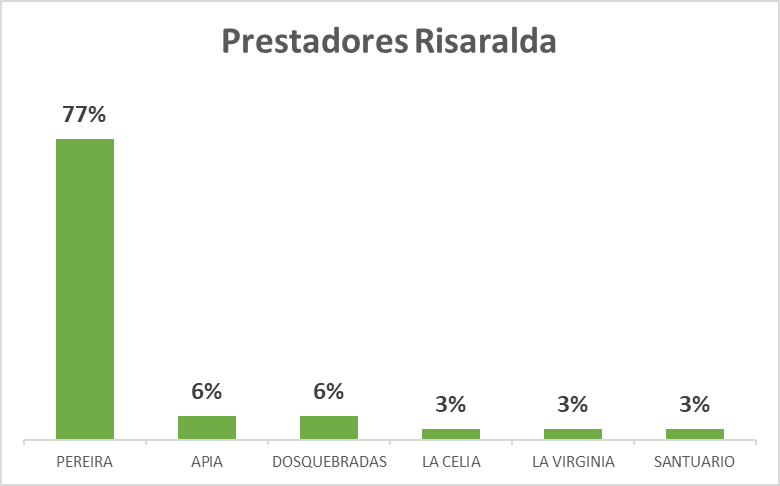 Prestadores Risaralda
77%
6%
6%
3%
3%
3%
PEREIRA
APIA
DOSQUEBRADAS
LA CELIA
LA VIRGINIA
SANTUARIO